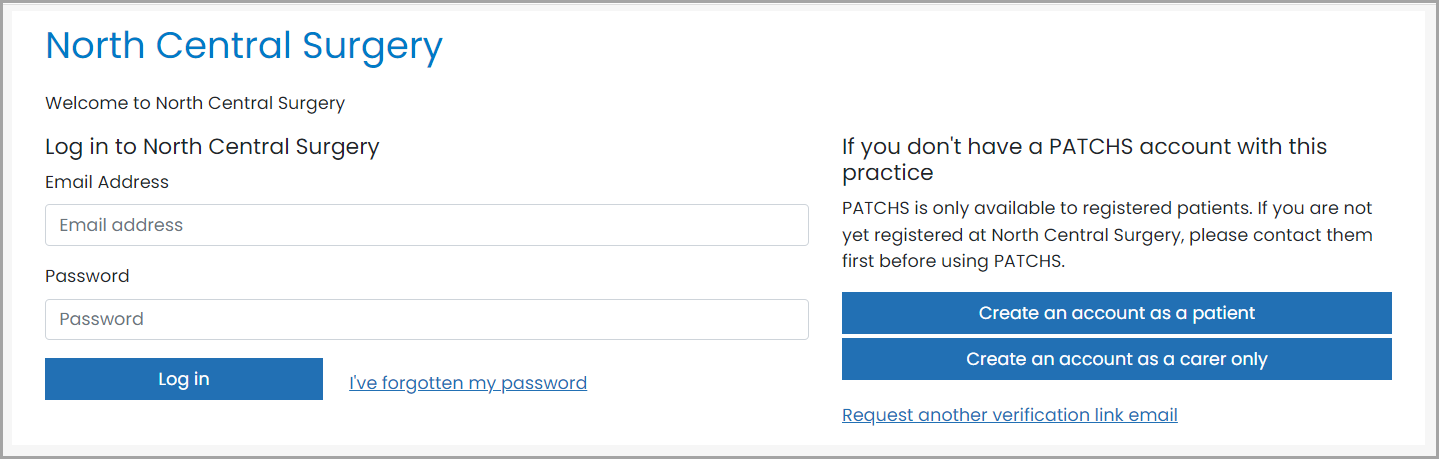 North Central Surgery
Welcome to North Central Surgery
Log in to North Central Surgery
Email Address
Email address
Password
Password
Log in
I've forgotten my password
If you don't have a PATCHS account with this
practice
PATCHS is only available to registered patients. If you are not
yet registered at North Central Surgery, please contact them
first before using PATCHS.
Create an account as a patient
Create an account as a carer only
Request another verification link email